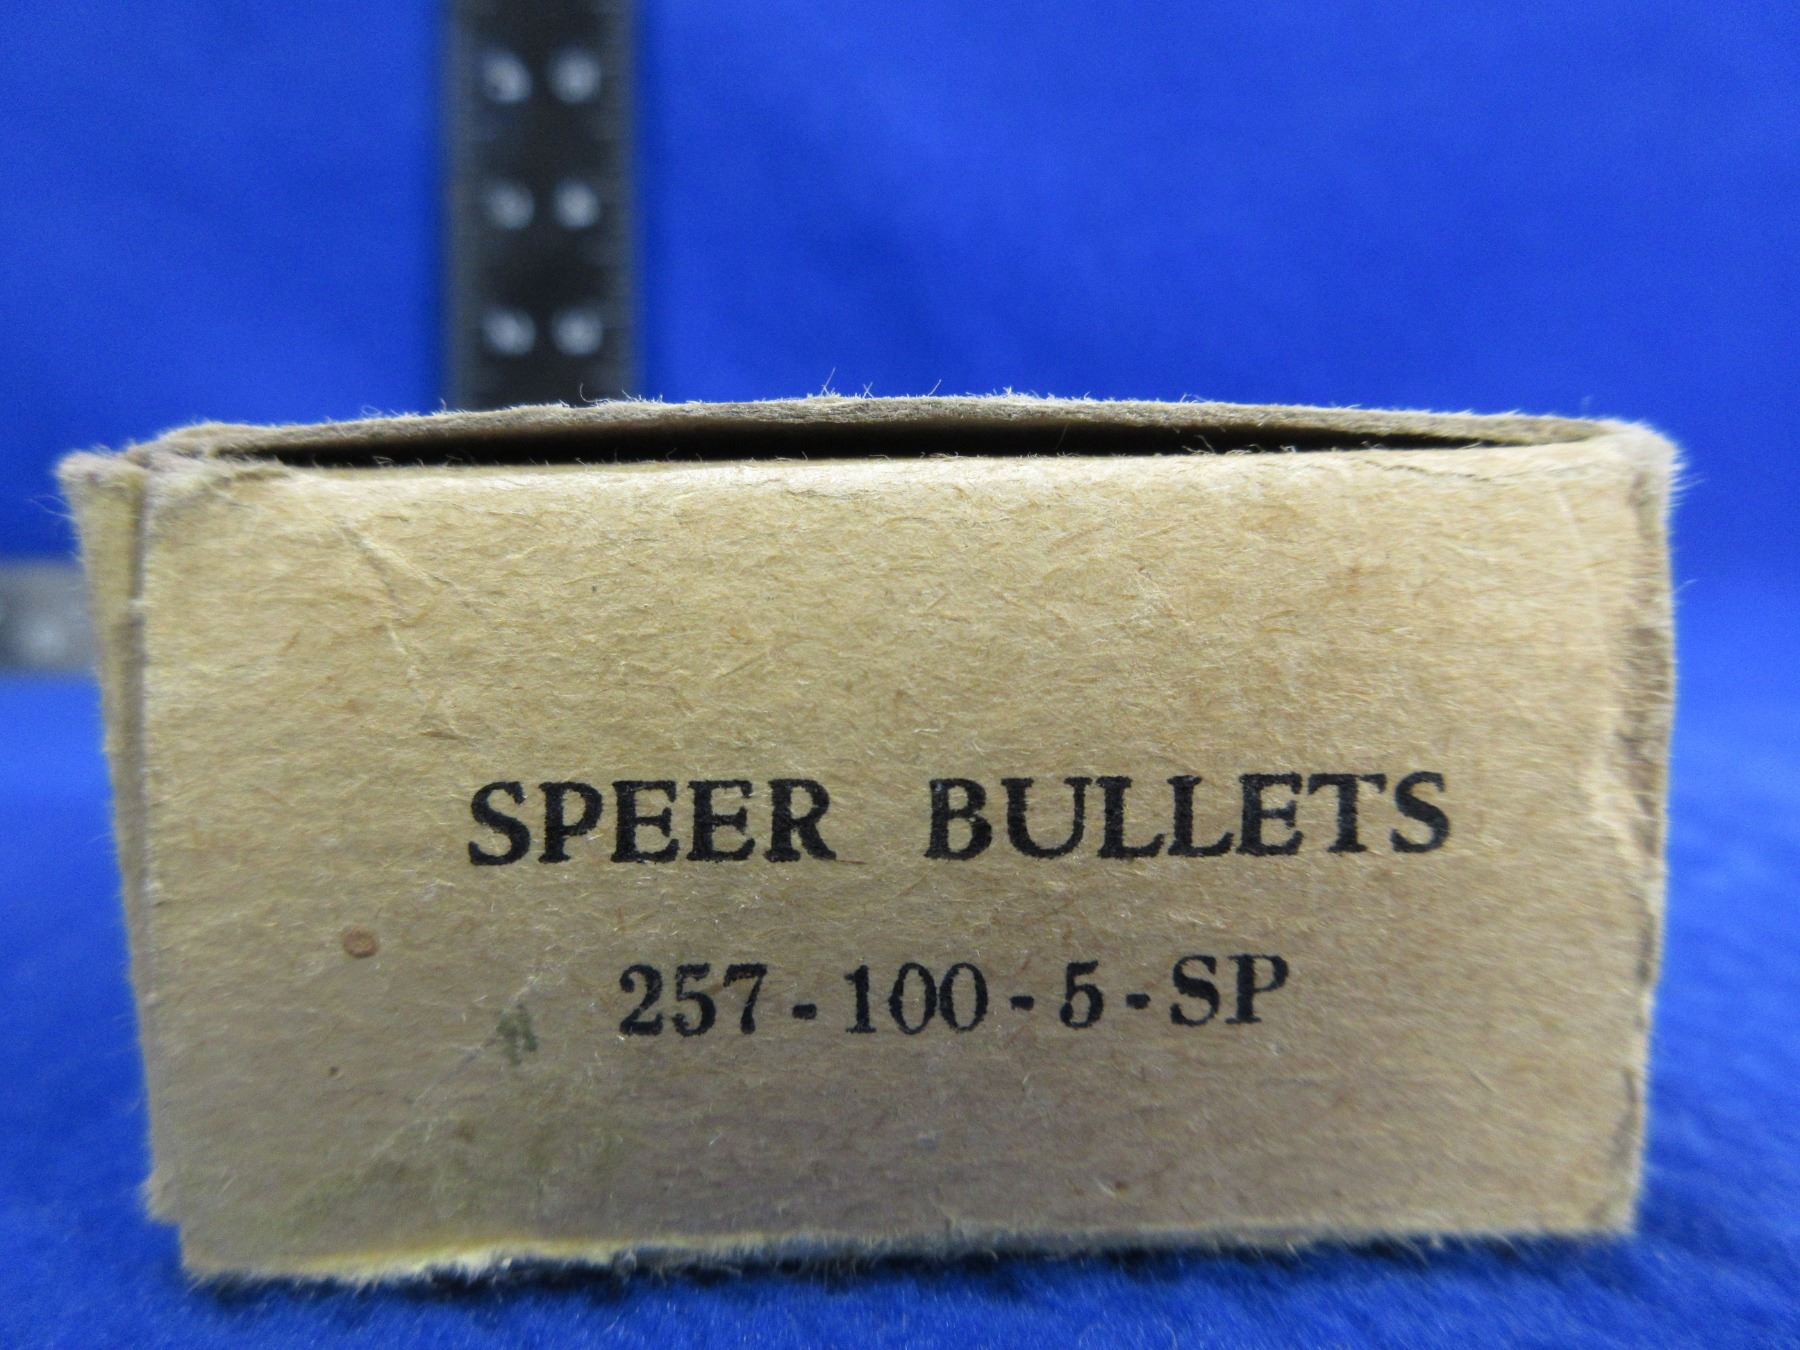 SPEER BULLETS
257-100-5-SP